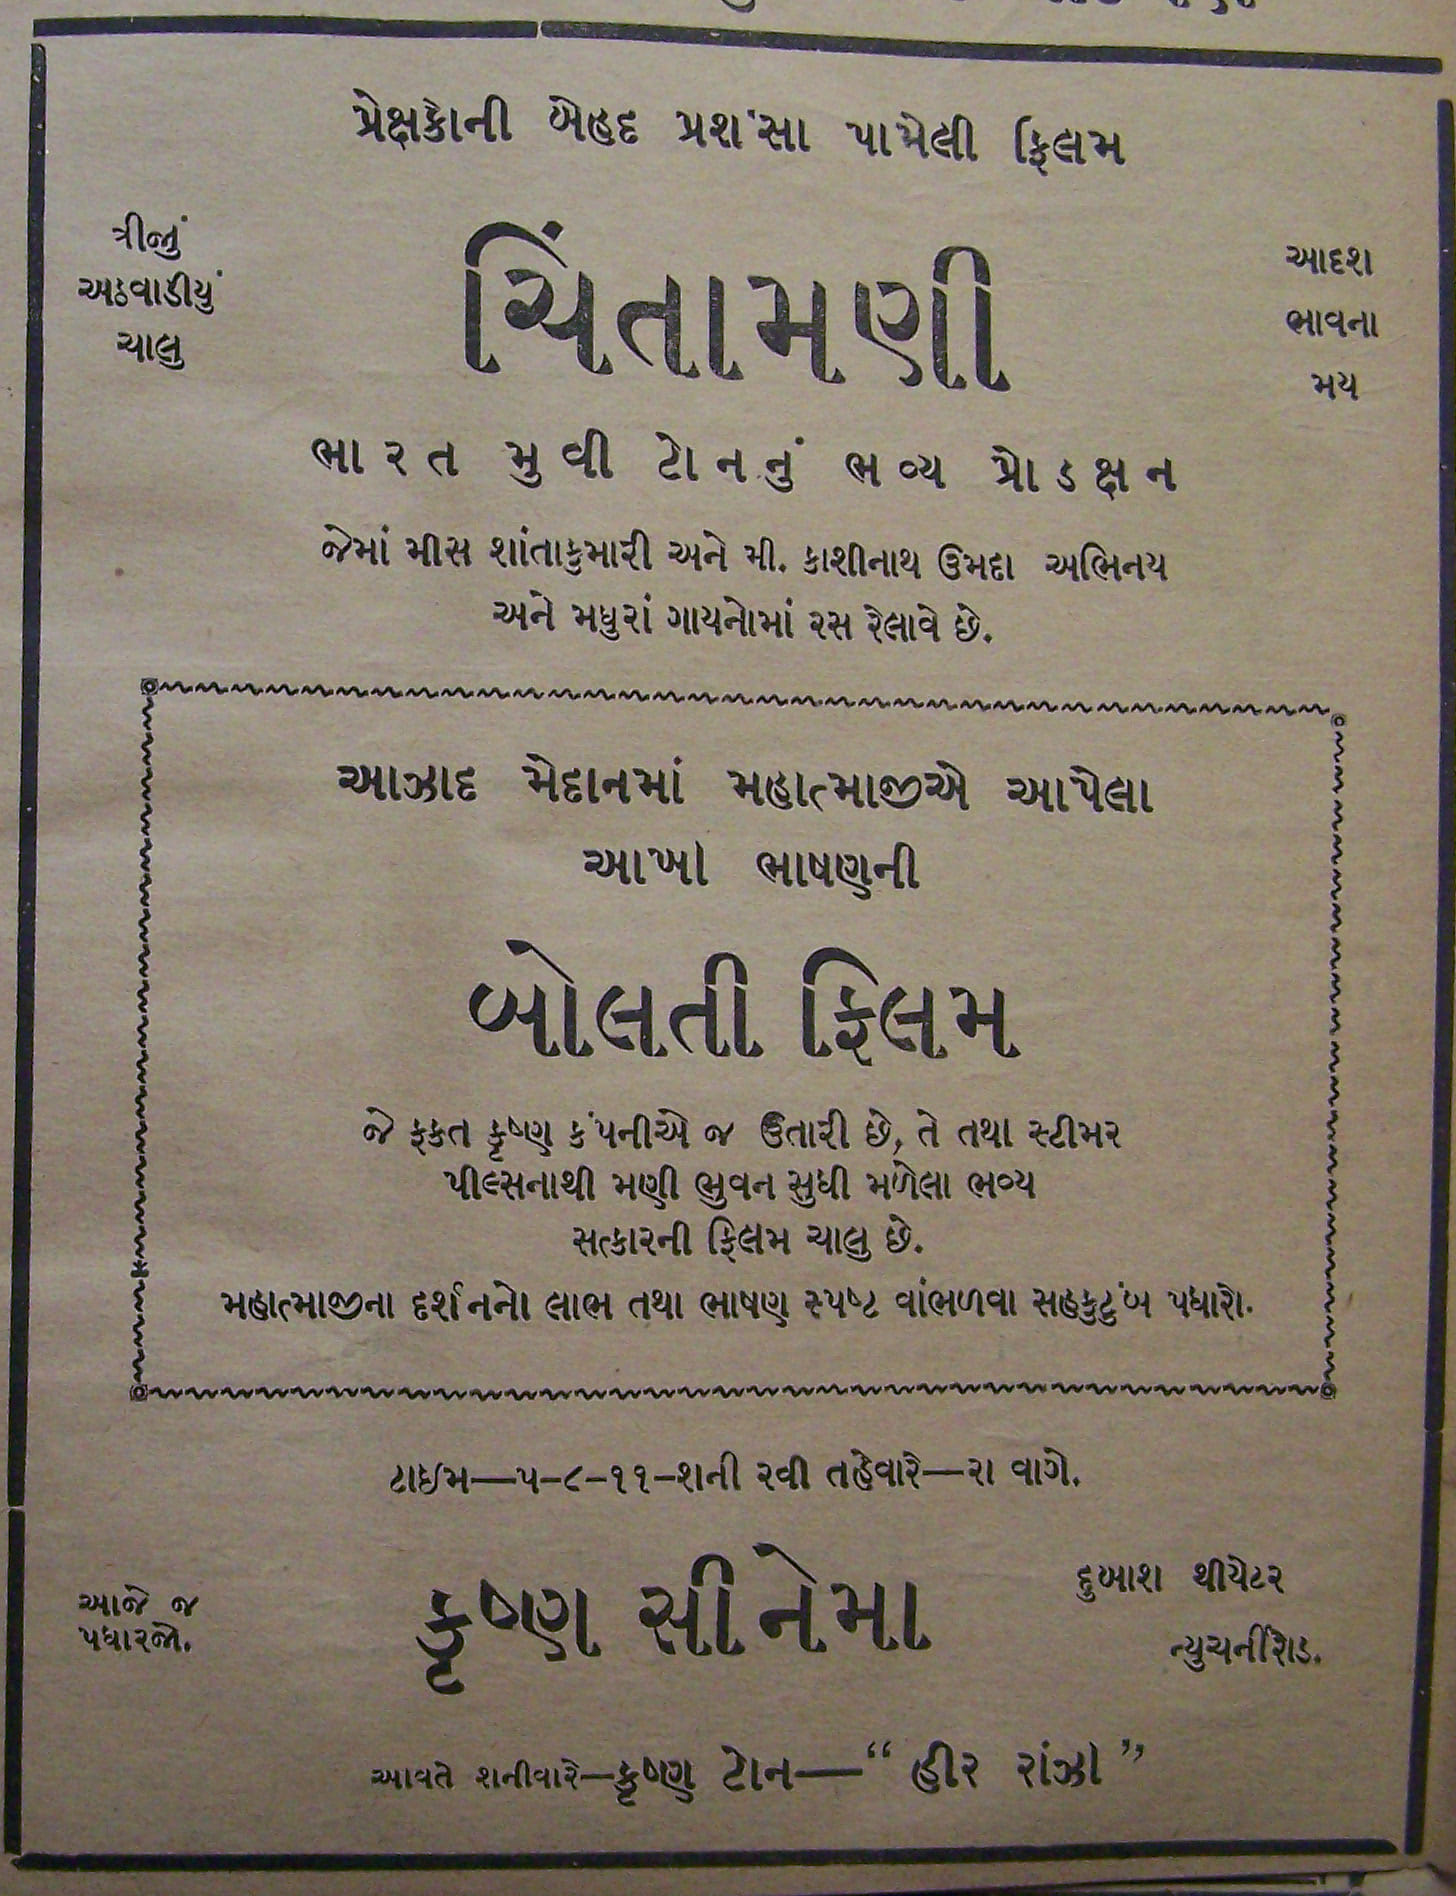 પ્રેક્ષકોની બેહદ પ્રશંસા પામેલી ફિલમ
ત્રીજું
અઠવાડીયું
ચાલુ
ચિંતામણી
આદશ
ભાવના
મય
ભારત મુવી ટોનનું ભવ્ય પ્રોડક્ષન
જેમાં મીસ શાંતાકુમારી અને મી. કાશીનાથ ઉમદા અભિનય
અને મધુરાં ગાયનોમાં રસ રેલાવે છે.
આઝાદ મેદાનમાં મહાત્માજીએ આપેલા
આખા ભાષણની
બોલતી ફિલમ
જે ફકત કૃષ્ણ કંપનીએ જ ઉતારી છે, તે તથા સ્ટીમર
પીલ્સનાથી મણી ભુવન સુધી મળેલા ભવ્ય
સત્કારની ફિલમ ચાલુ છે.
મહાત્માજીના દર્શનનો લાભ તથા ભાષણ સ્પષ્ટ વાંભળવા સહકુટુંબ પધારો.
ટાઇમ—૫-૮-૧૧-શની રવી તહેવારે—રા વાગે.
આજે જ
પધારજો.
કૃષ્ણ સીનેમા
દુબાશ થીયેટર
ન્યુચર્નીરોડ.
આવતે શનીવારે—કૃષ્ણ ટોન—“ હીર રાંઝા ”